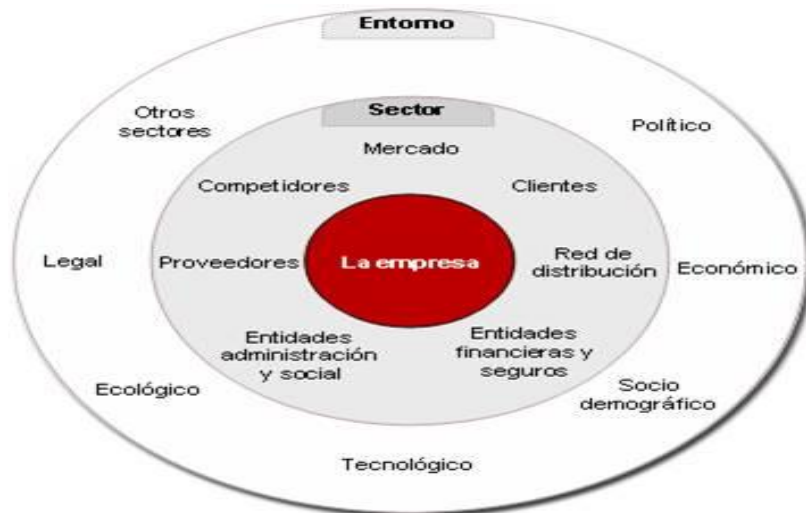 Entorno
Otros
sectores
Político
Sector
Mercado
Competidores
Clientes
Legal
Proveedores
La empresa
Red de
distribución
Económico
Entidades
administración
y social
Entidades
financieras y
seguros
Ecológico
Socio
demográfico
Tecnológico